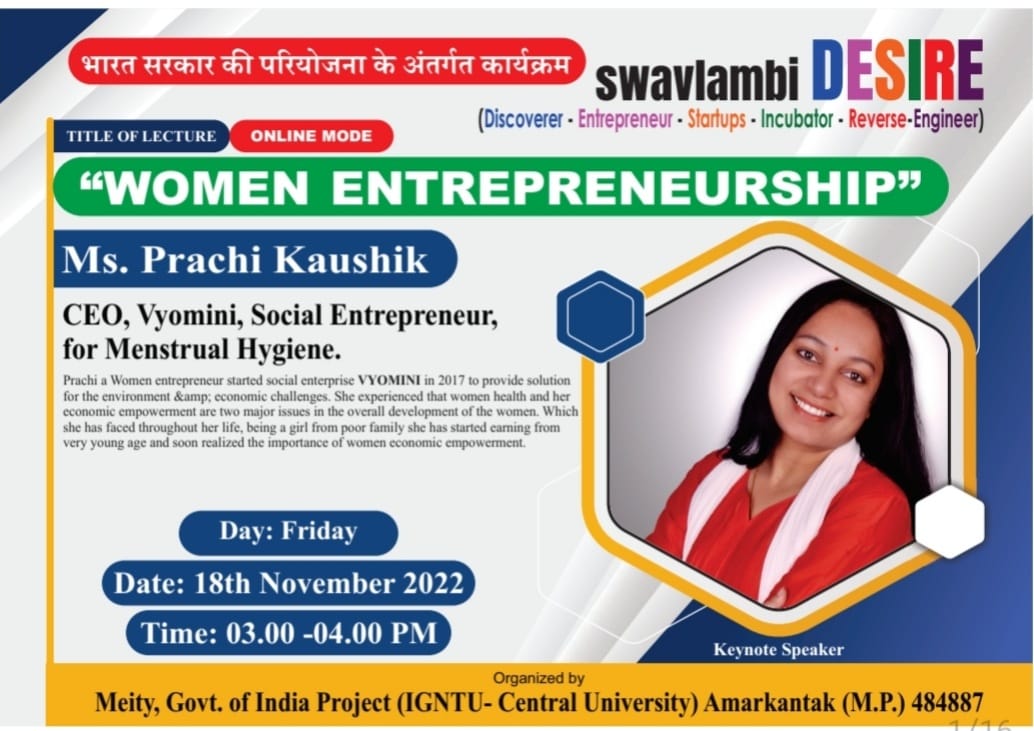 भारत सरकार की परियोजना के अंतर्गत कार्यक्रम
swavlambi DESIRE
(Discoverer - Entrepreneur - Startups - Incubator - Reverse-Engineer)
TITLE OF LECTURE
ONLINE MODE
“WOMEN ENTREPRENEURSHIP”
Ms. Prachi Kaushik
CEO, Vyomini, Social Entrepreneur,
for Menstrual Hygiene.
Prachi a Women entrepreneur started social enterprise VYOMINI in 2017 to provide solution
for the environment &amp; economic challenges. She experienced that women health and her
economic empowerment are two major issues in the overall development of the women. Which
she has faced throughout her life, being a girl from poor family she has started earning from
very young age and soon realized the importance of women economic empowerment.
Day: Friday
Date: 18th November 2022
Time: 03.00 -04.00 PM
Keynote Speaker
Organized by
Meity, Govt. of India Project (IGNTU- Central University) Amarkantak (M.P.) 484887
1/16